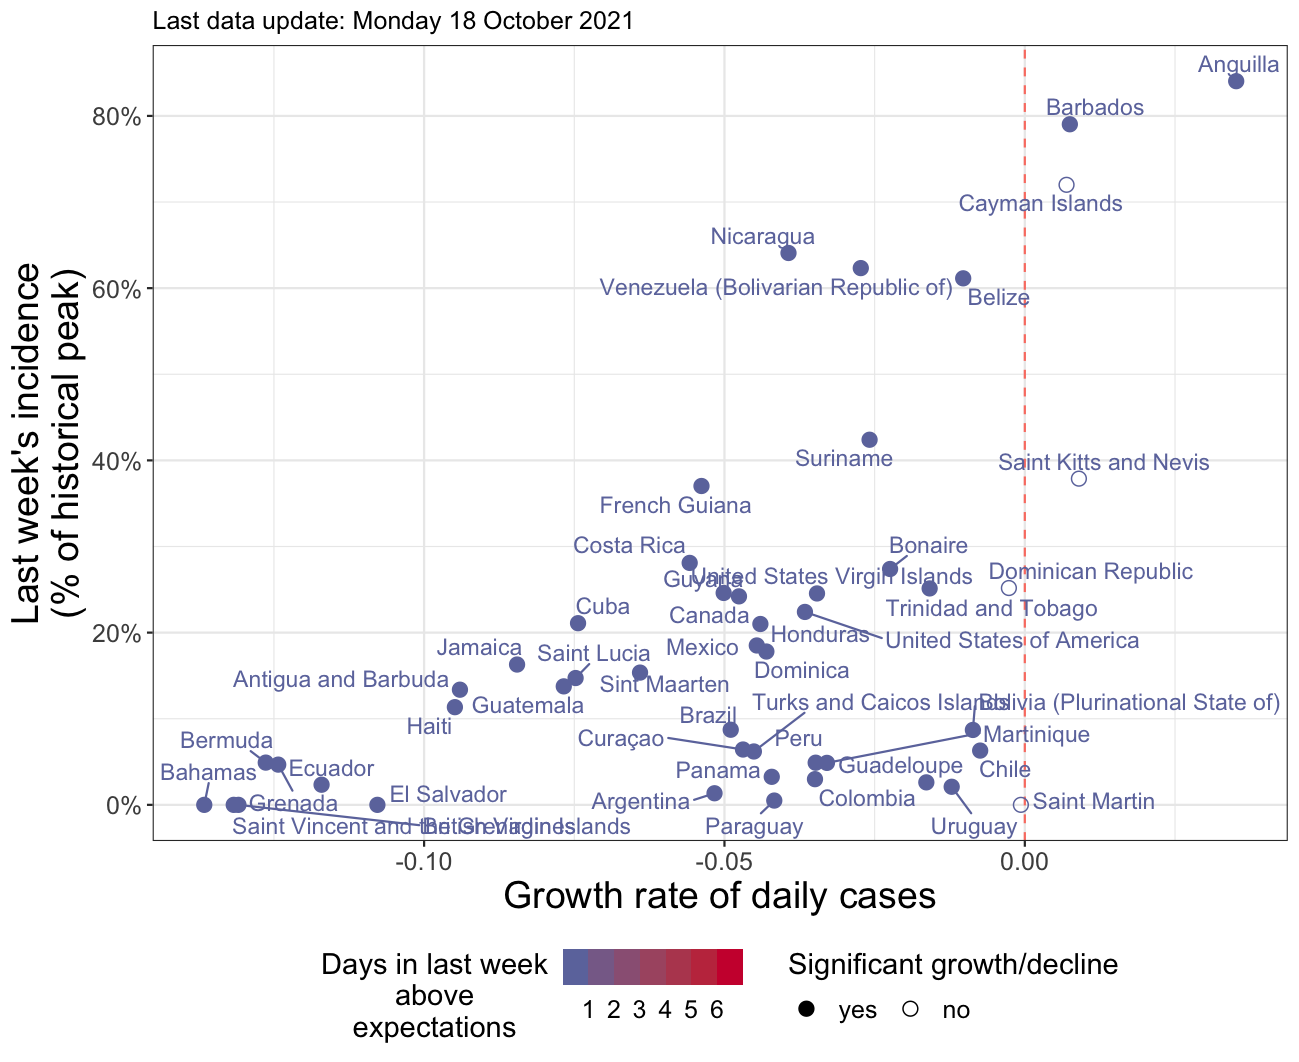 Last data update: Monday 18 October 2021
Last week's incidence
(% of historical peak)
80%
60%
40%
20%
0%
Anguilla
Barbados
Cayman Islands
Nicaragua
Venezuela (Bolivarian Republic of)
Belize
Suriname
Saint Kitts and Nevis
French Guiana
Costa Rica
Bonaire
Guyana
United States Virgin Islands
Dominican Republic
Cuba
Canada
Trinidad and Tobago
Honduras
United States of America
Jamaica
Saint Lucia
Mexico
Dominica
Antigua and Barbuda
Sint Maarten
Guatemala
Turks and Caicos Islands
Bolivia (Plurinational State of)
Haiti
Brazil
Bermuda
Curaçao
Peru
Martinique
Bahamas
Ecuador
Panama
Guadeloupe
Chile
Grenada
El Salvador
Argentina
Colombia
Saint Martin
Saint Vincent and the Grenadines
British Virgin Islands
Paraguay
Uruguay
-0.10
-0.05
0.00
Growth rate of daily cases
Days in last week
above
expectations
1 2 3 4 5 6
Significant growth/decline
yes
no